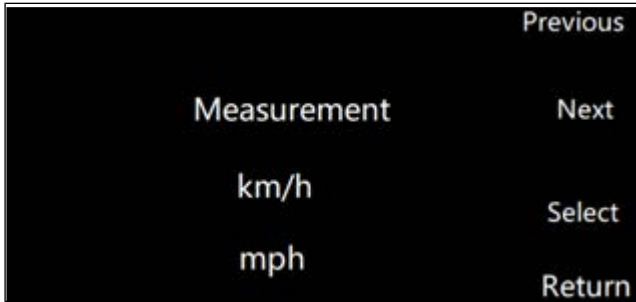 Previous
Measurement
Next
km/h
Select
mph
Return